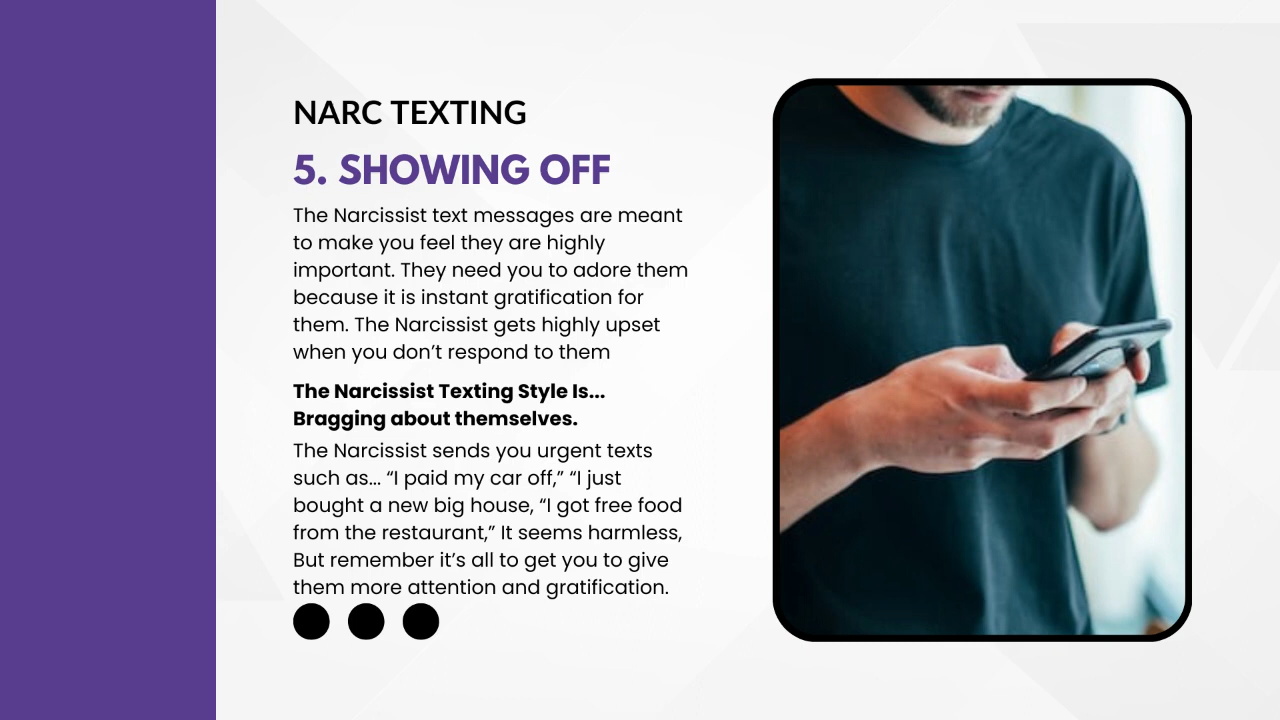 NARC TEXTING
5. SHOWING OFF
The Narcissist text messages are meant
to make you feel they are highly
important. They need you to adore them
because it is instant gratification for
them. The Narcissist gets highly upset
when you don’t respond to them
The Narcissist Texting Style Is...
Bragging about themselves.
The Narcissist sends you urgent texts
such as... “I paid my car off,” “I just
bought a new big house, “I got free food
from the restaurant,” It seems harmless,
But remember it’s all to get you to give
them more attention and gratification.